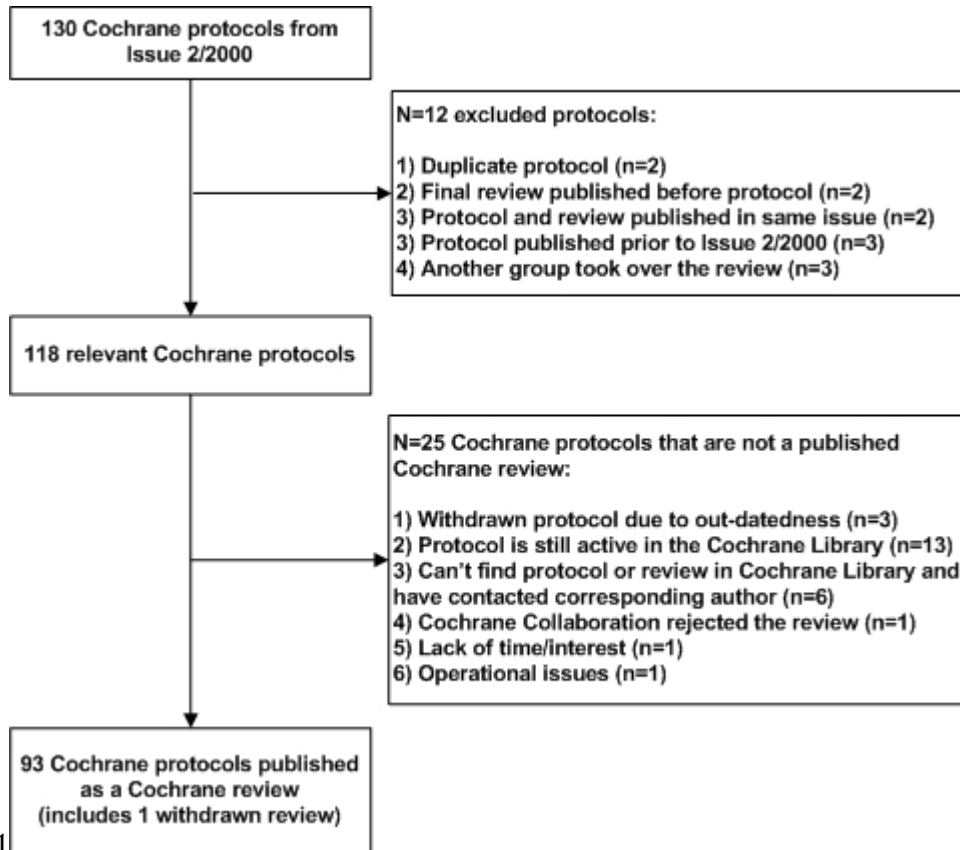 130 Cochrane protocols from
Issue 2/2000
N=12 excluded protocols:
1) Duplicate protocol (n=2)
2) Final review published before protocol (n=2)
3) Protocol and review published in same issue (n=2)
3) Protocol published prior to Issue 2/2000 (n=3)
4) Another group took over the review (n=3)
118 relevant Cochrane protocols
N=25 Cochrane protocols that are not a published
Cochrane review:
1) Withdrawn protocol due to out-datedness (n=3)
2) Protocol is still active in the Cochrane Library (n=13)
3) Can't find protocol or review in Cochrane Library and
have contacted corresponding author (n=6)
4) Cochrane Collaboration rejected the review (n=1)
5) Lack of time/interest (n=1)
6) Operational issues (n=1)
93 Cochrane protocols published
as a Cochrane review
(includes 1 withdrawn review)
1